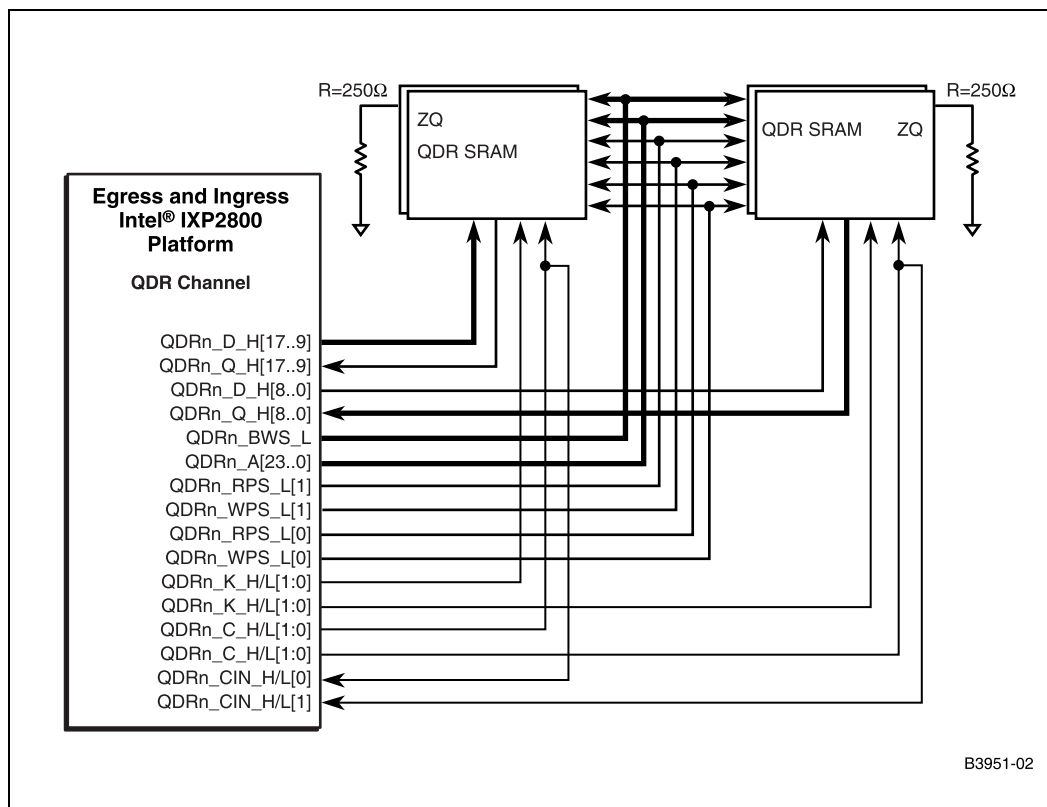 R=250Ω
R=250Ω
ZQ
QDR SRAM
QDR SRAM ZQ
Egress and Ingress
Intel® IXP2800
Platform
QDR Channel
QDRn_D_H[17..9]
QDRn_Q_H[17..9]
QDRn_D_H[8..0]
QDRn_Q_H[8..0]
QDRn_BWS_L
QDRn_A[23..0]
QDRn_RPS_L[1]
QDRn_WPS_L[1]
QDRn_RPS_L[0]
QDRn_WPS_L[0]
QDRn_K_H/L[1:0]
QDRn_K_H/L[1:0]
QDRn_C_H/L[1:0]
QDRn_C_H/L[1:0]
QDRn_CIN_H/L[0]
QDRn_CIN_H/L[1]
B3951-02